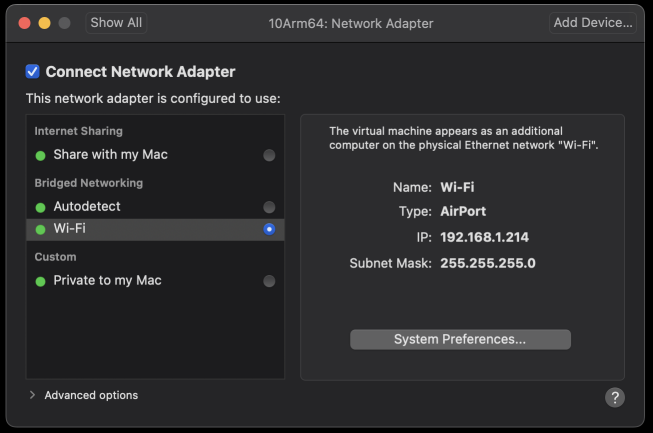 Show All
10Arm64: Network Adapter
Add Device...
Connect Network Adapter
This network adapter is configured to use:
Internet Sharing
Share with my Mac
Bridged Networking
Autodetect
Wi-Fi
Custom
Private to my Mac
The virtual machine appears as an additional
computer on the physical Ethernet network "Wi-Fi".
Name: Wi-Fi
Type: AirPort
IP: 192.168.1.214
Subnet Mask: 255.255.255.0
System Preferences...
Advanced options
?